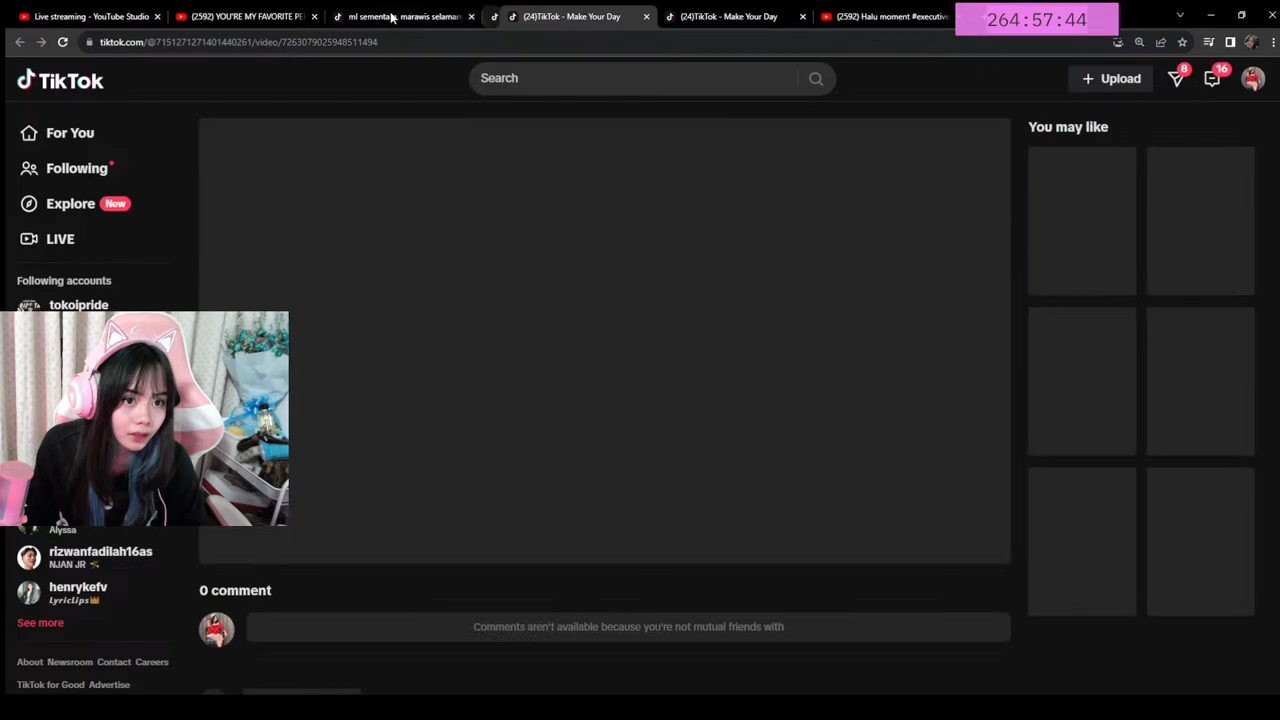 Live streaming - YouTube Studio
(2592) YOU'RE MY FAVORITE PE
ml sementa marawis selaman
(24)TikTok - Make Your Day
(24)TikTok - Make Your Day
(2592) Halu moment #executive
264:57:44
tiktok.com/@7151271271401440261/video/7263079025948511494
TikTok
Search
Upload
8
16
For You
Following
Explore
New
LIVE
Following accounts
tokoipride
Alyssa
rizwanfadilah16as
NJAN JR
henrykefv
LyricLips
See more
About Newsroom Contact Careers
TikTok for Good Advertise
You may like
0 comment
Comments aren't available because you're not mutual friends with